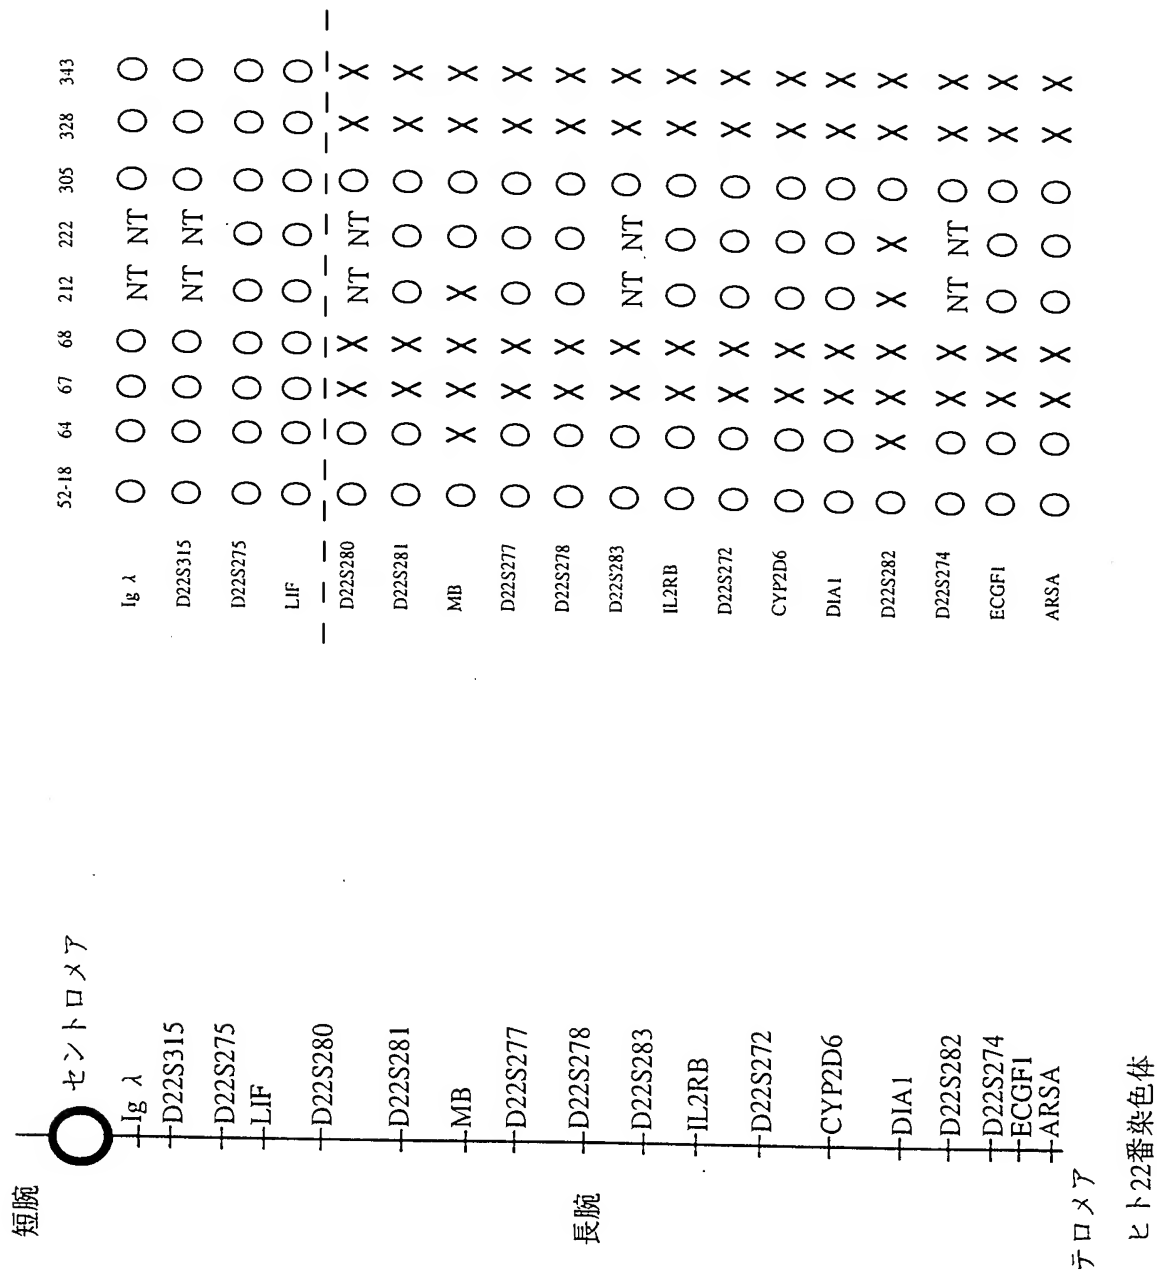 短腕
セントロメア
Ig λ
D22S315
D22S275
LIF
D22S280
D22S281
MB
D22S277
D22S278
D22S283
IL2RB
D22S272
CYP2D6
DIA1
D22S282
D22S274
ECGF1
ARSA
長腕
テロメア
ヒト22番染色体
52-18 64 67 68 212 222 305 328 343
Ig λ O O O O NT NT O O O
D22S315 O O O O NT NT O O O
D22S275 O O O O O O O O O
LIF O O O O O O O O O
D22S280 O O X X NT NT O X X
D22S281 O O X X O O O X X
MB O X X X X O O X X
D22S277 O O X X O O O X X
D22S278 O O X X O O O X X
D22S283 O O X X NT NT O X X
IL2RB O O X X O O O X X
D22S272 O O X X O O O X X
CYP2D6 O O X X O O O X X
DIA1 O O X X O O O X X
D22S282 O X X X X X O X X
D22S274 O O X X NT NT O X X
ECGF1 O O X X O O O X X
ARSA O O X X O O O X X